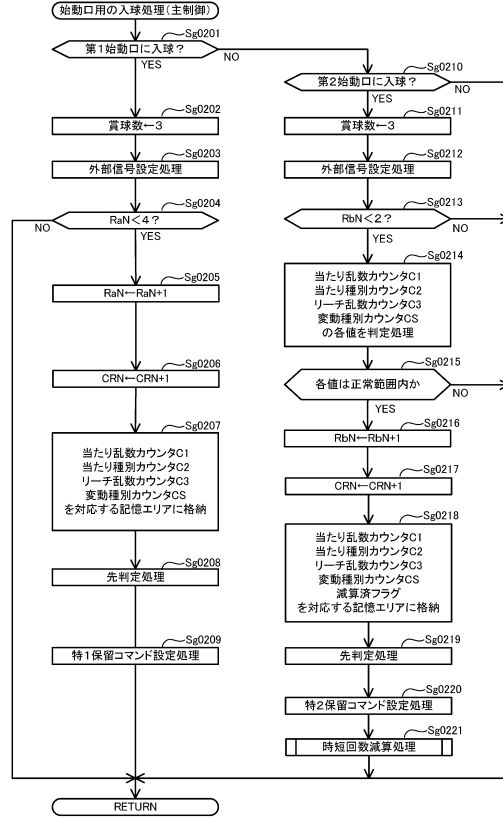 始動口用の入球処理(主制御)
Sg0201
第1始動口に入球？
NO
YES
Sg0202
賞球数←3
Sg0203
外部信号設定処理
Sg0204
RaN＜4？
NO
YES
Sg0205
RaN←RaN+1
Sg0206
CRN←CRN+1
Sg0207
当たり乱数カウンタC1
当たり種別カウンタC2
リーチ乱数カウンタC3
変動種別カウンタCS
を対応する記憶エリアに格納
Sg0208
先判定処理
Sg0209
特1保留コマンド設定処理
Sg0210
第2始動口に入球？
NO
YES
Sg0211
賞球数←3
Sg0212
外部信号設定処理
Sg0213
RbN＜2？
NO
YES
Sg0214
当たり乱数カウンタC1
当たり種別カウンタC2
リーチ乱数カウンタC3
変動種別カウンタCS
の各値を判定処理
Sg0215
各値は正常範囲内か
NO
YES
Sg0216
RbN←RbN+1
Sg0217
CRN←CRN+1
Sg0218
当たり乱数カウンタC1
当たり種別カウンタC2
リーチ乱数カウンタC3
変動種別カウンタCS
減算済フラグ
を対応する記憶エリアに格納
Sg0219
先判定処理
Sg0220
特2保留コマンド設定処理
Sg0221
時短回数減算処理
RETURN